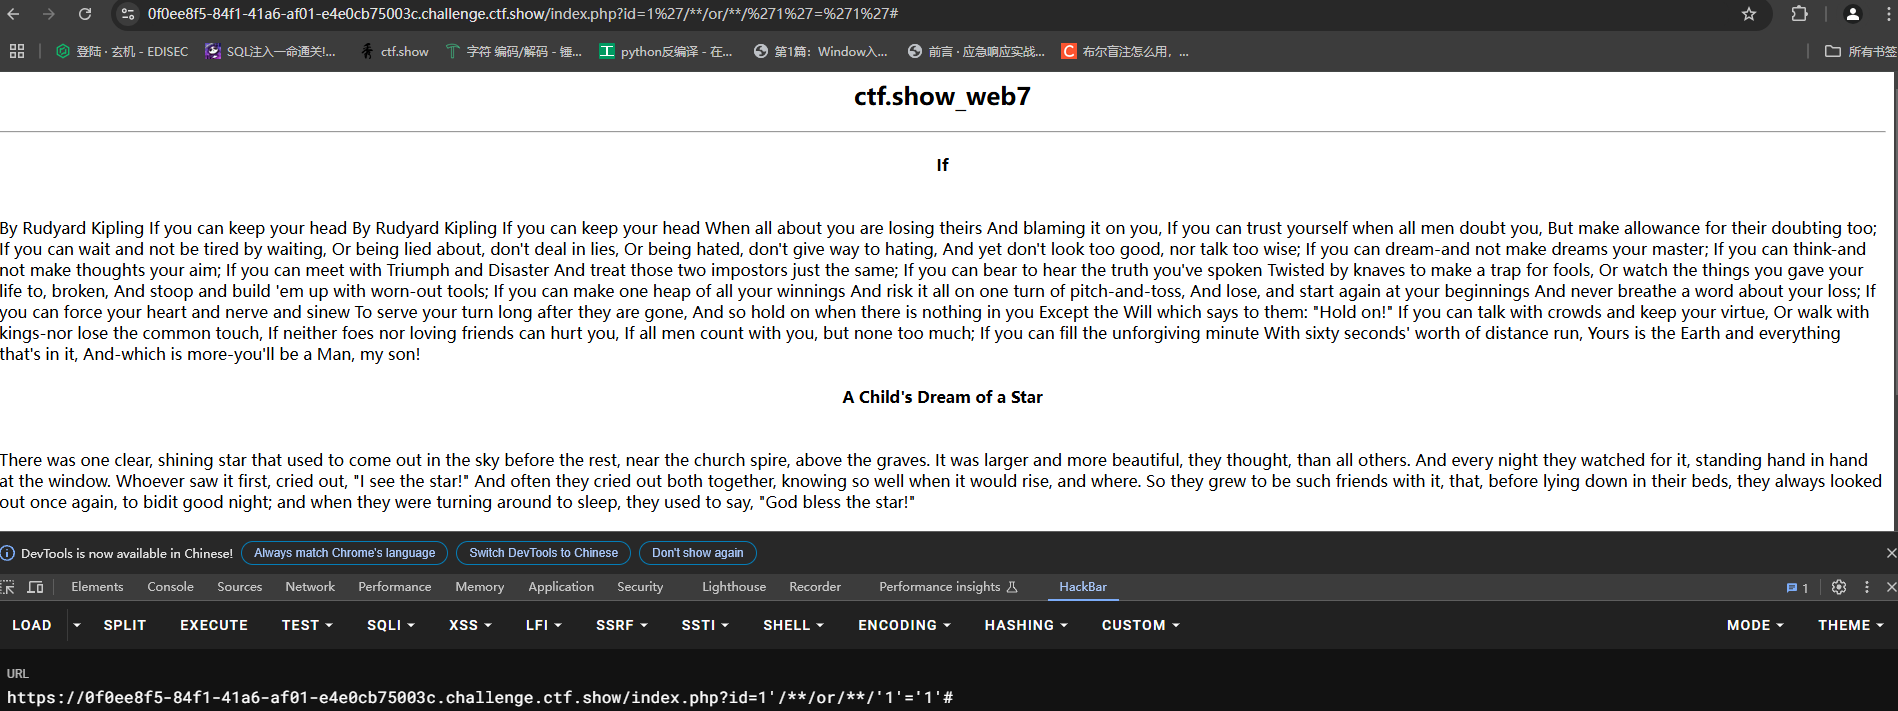 0f0ee8f5-84f1-41a6-af01-e4e0cb75003c.challenge.ctf.show/index.php?id=1%27/**/or/**/%271%27=%271%27#
登陆 · 玄机 - EDISEC SQL注入一命通关!... ctf.show 字符 编码/解码 - 锤... python反编译 - 在... 第1篇：Window入... 前言 · 应急响应实战... 布尔盲注怎么用，... 所有书签
ctf.show_web7
If
By Rudyard Kipling If you can keep your head By Rudyard Kipling If you can keep your head When all about you are losing theirs And blaming it on you, If you can trust yourself when all men doubt you, But make allowance for their doubting too;
If you can wait and not be tired by waiting, Or being lied about, don't deal in lies, Or being hated, don't give way to hating, And yet don't look too good, nor talk too wise; If you can dream-and not make dreams your master; If you can think-and
not make thoughts your aim; If you can meet with Triumph and Disaster And treat those two impostors just the same; If you can bear to hear the truth you've spoken Twisted by knaves to make a trap for fools, Or watch the things you gave your
life to, broken, And stoop and build 'em up with worn-out tools; If you can make one heap of all your winnings And risk it all on one turn of pitch-and-toss, And lose, and start again at your beginnings And never breathe a word about your loss; If
you can force your heart and nerve and sinew To serve your turn long after they are gone, And so hold on when there is nothing in you Except the Will which says to them: "Hold on!" If you can talk with crowds and keep your virtue, Or walk with
kings-nor lose the common touch, If neither foes nor loving friends can hurt you, If all men count with you, but none too much; If you can fill the unforgiving minute With sixty seconds' worth of distance run, Yours is the Earth and everything
that's in it, And-which is more-you'll be a Man, my son!
A Child's Dream of a Star
There was one clear, shining star that used to come out in the sky before the rest, near the church spire, above the graves. It was larger and more beautiful, they thought, than all others. And every night they watched for it, standing hand in hand
at the window. Whoever saw it first, cried out, "I see the star!" And often they cried out both together, knowing so well when it would rise, and where. So they grew to be such friends with it, that, before lying down in their beds, they always looked
out once again, to bidit good night; and when they were turning around to sleep, they used to say, "God bless the star!"
DevTools is now available in Chinese! Always match Chrome's language Switch DevTools to Chinese Don't show again
Elements Console Sources Network Performance Memory Application Security Lighthouse Recorder Performance insights HackBar 1
LOAD SPLIT EXECUTE TEST SQLI XSS LFI SSRF SSTI SHELL ENCODING HASHING CUSTOM MODE THEME
URL
https://0f0ee8f5-84f1-41a6-af01-e4e0cb75003c.challenge.ctf.show/index.php?id=1'/**/or/**/'1'='1'#